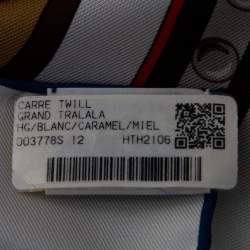 CARRE TWILL
GRAND TRALALA
HG/BLANC/CARAMEL/MIEL
003778S 12 HTH2106